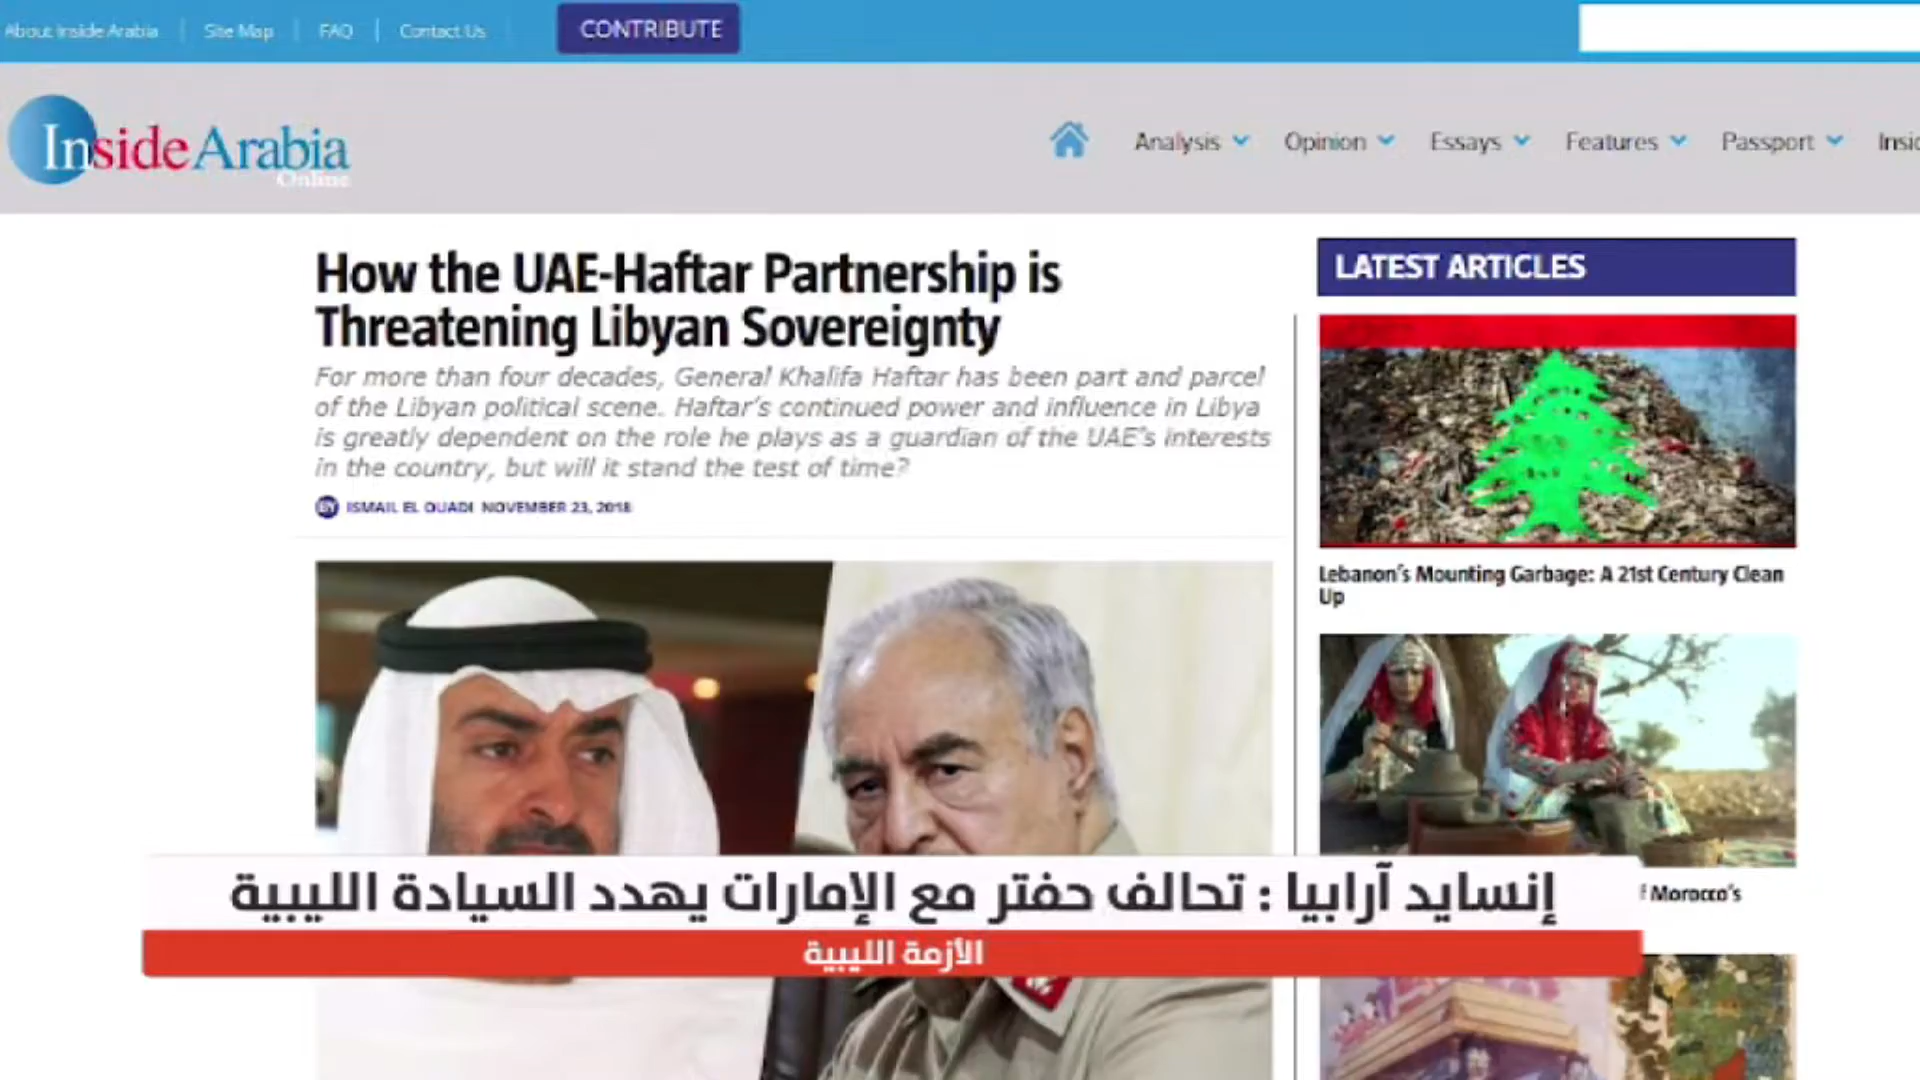 About Inside Arabia
Site Map
FAQ
Contact Us
CONTRIBUTE
Inside Arabia
Online
Analysis
Opinion
Essays
Features
Passport
How the UAE-Haftar Partnership is
Threatening Libyan Sovereignty
For more than four decades, General Khalifa Haftar has been part and parcel
of the Libyan political scene. Haftar's continued power and influence in Libya
is greatly dependent on the role he plays as a guardian of the UAE's interests
in the country, but will it stand the test of time?
BY ISMAIL EL OUADI NOVEMBER 23, 2018
LATEST ARTICLES
Lebanon's Mounting Garbage: A 21st Century Clean
Up
Morocco's
إنسايد آرابيا : تحالف حفتر مع الإمارات يهدد السيادة الليبية
الأزمة الليبية